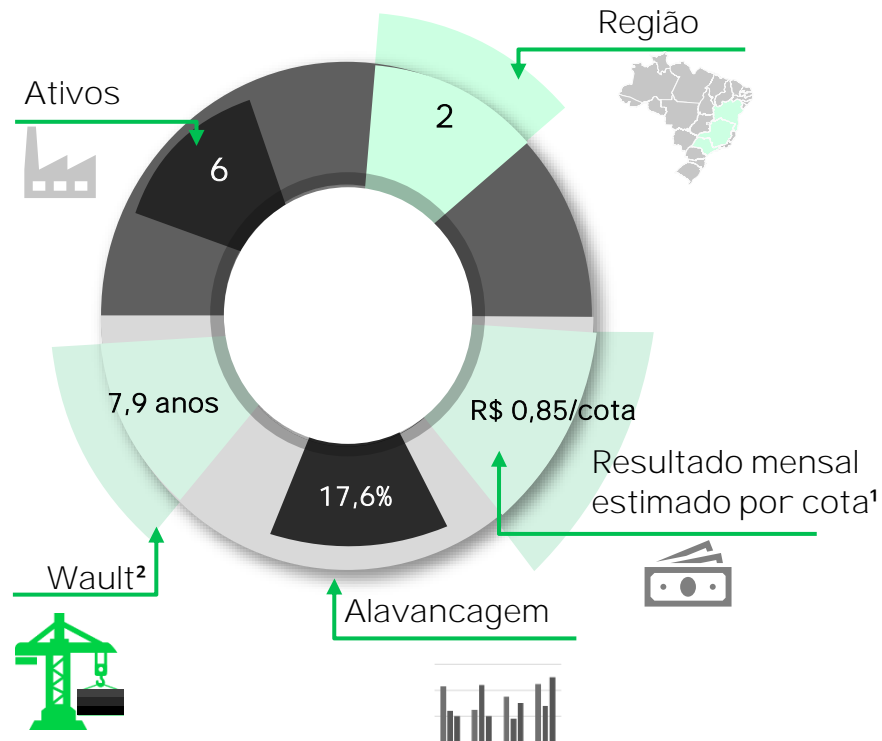 Região
Ativos
2
6
7,9 anos
R$ 0,85/cota
Resultado mensal
estimado por cota¹
17,6%
Wault²
Alavancagem